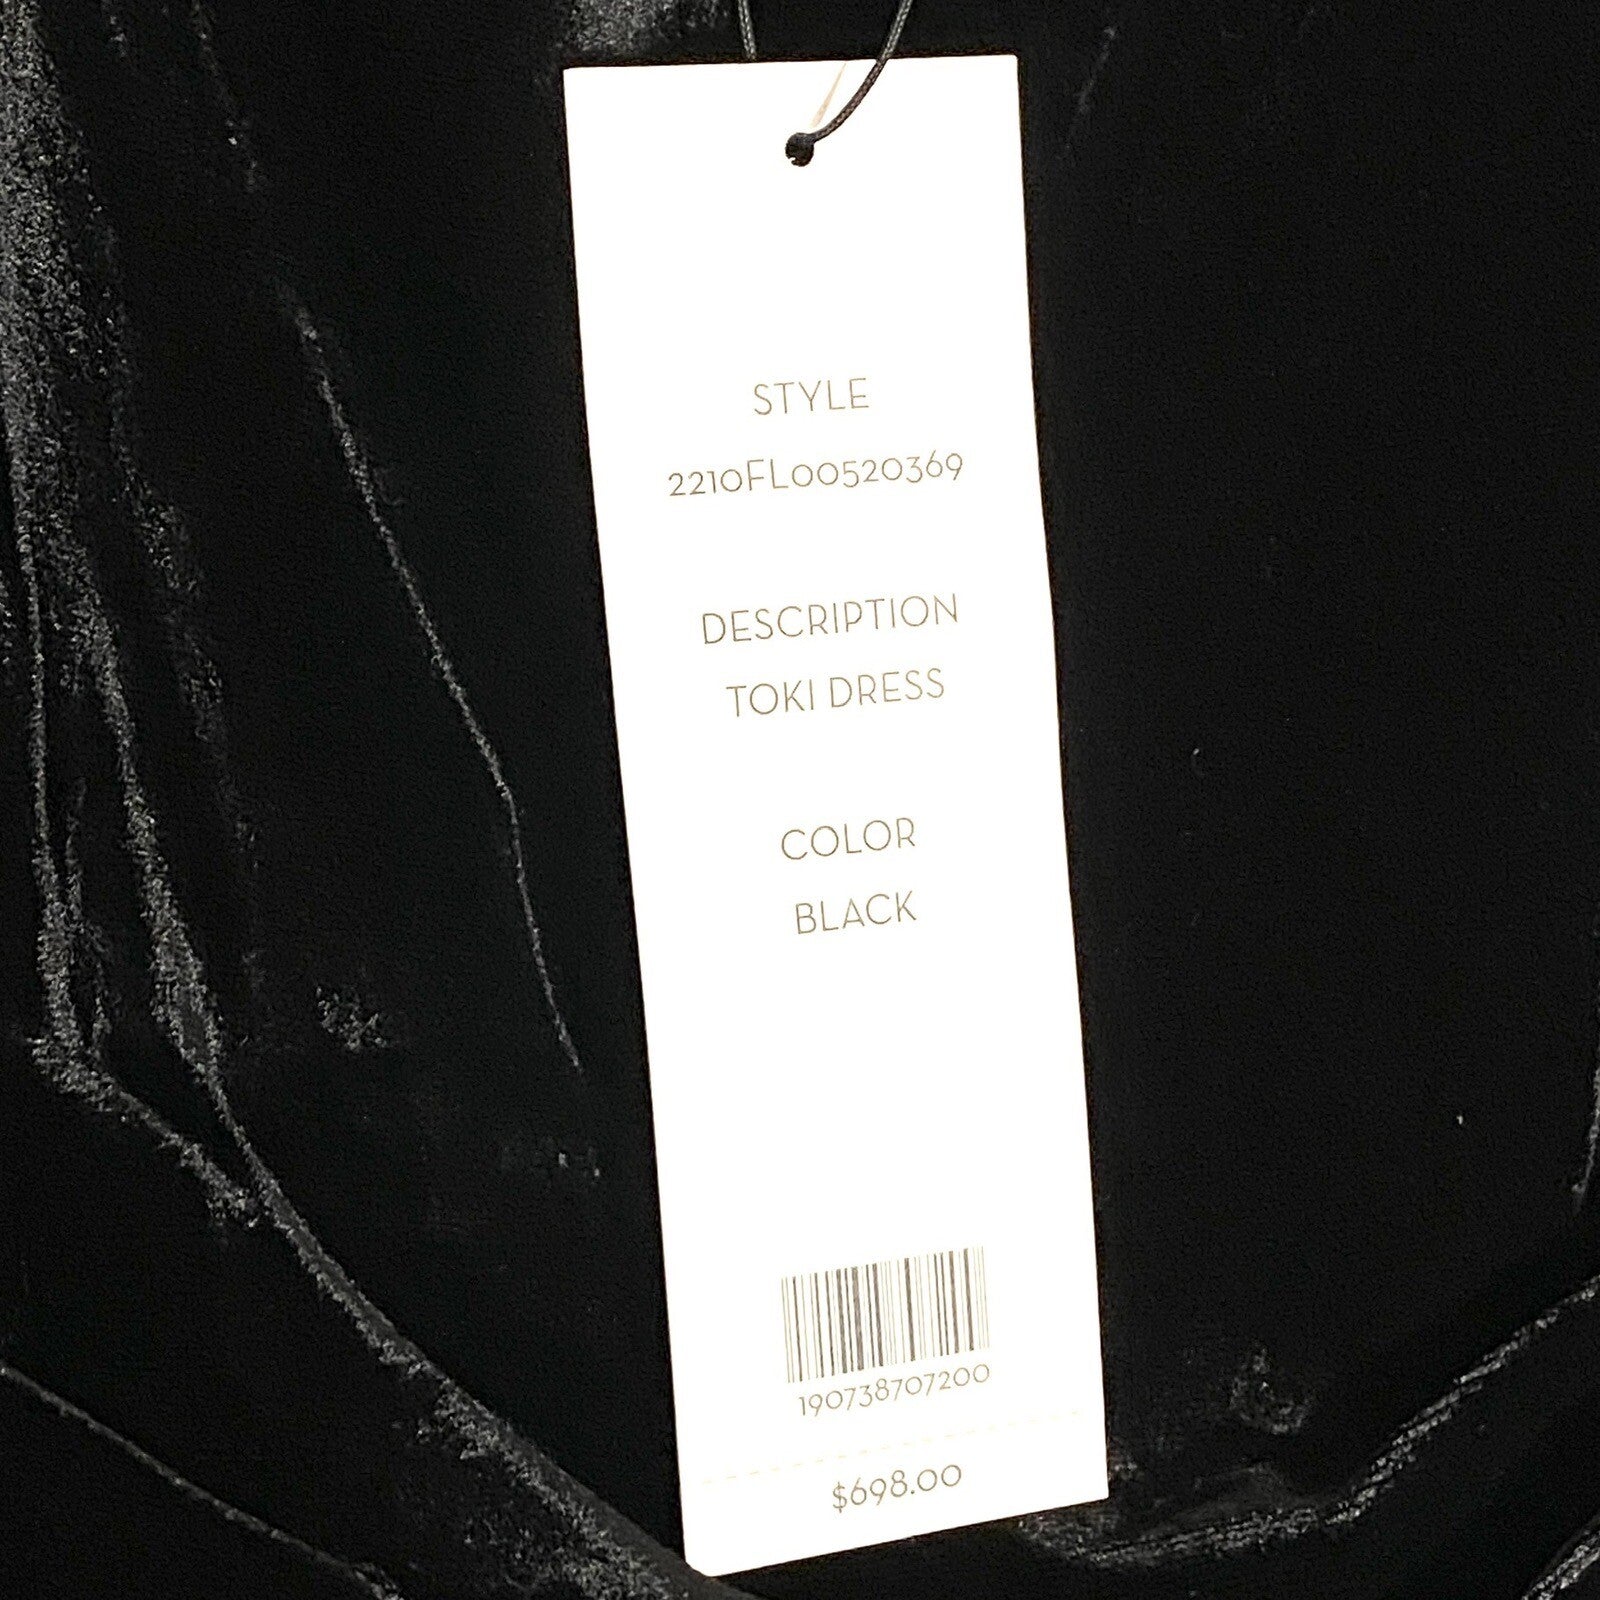 STYLE
2210FL00520369
DESCRIPTION
TOKI DRESS
COLOR
BLACK
190738707200
$698.00